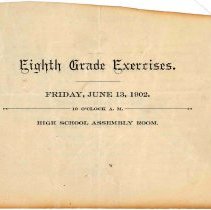 Eighth Grade Exercises.
FRIDAY, JUNE 13, 1902.
10 O'CLOCK A. M.
HIGH SCHOOL ASSEMBLY ROOM.